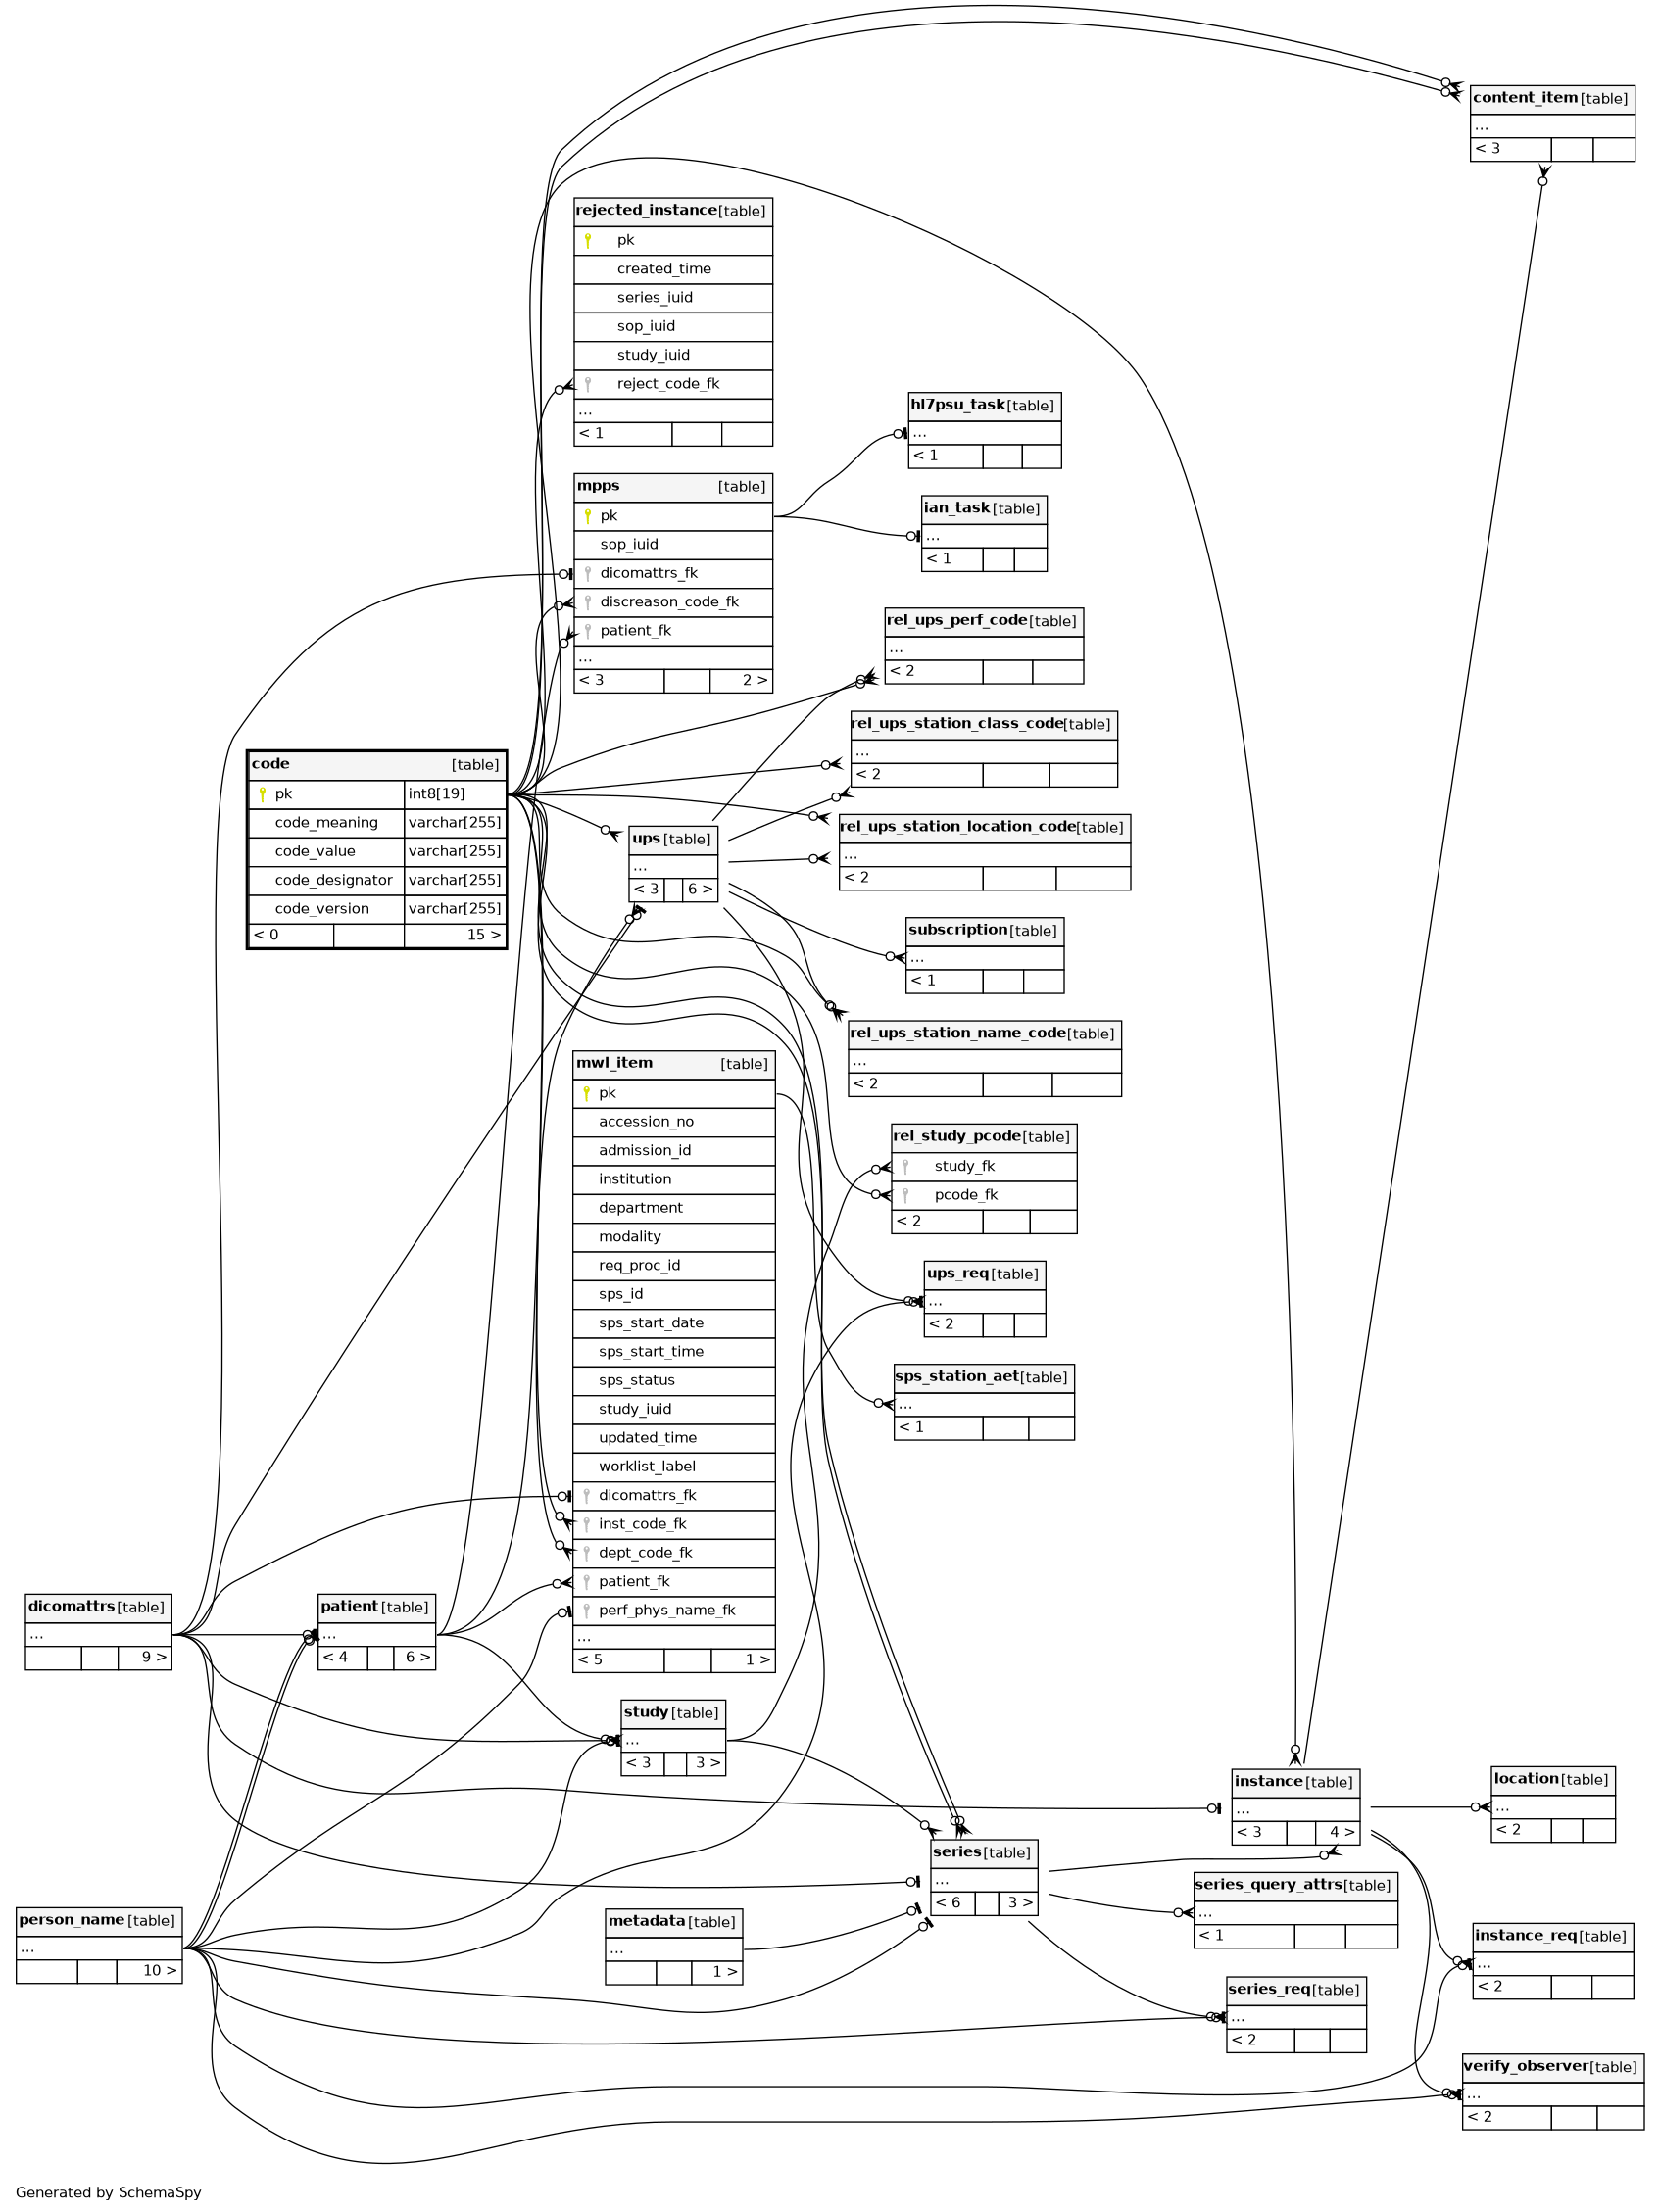 content_item [table]
...
< 3
rejected_instance [table]
pk
created_time
series_iuid
sop_iuid
study_iuid
reject_code_fk
...
< 1
hl7psu_task [table]
...
< 1
mpps [table]
pk
sop_iuid
dicomattrs_fk
discreason_code_fk
patient_fk
...
< 3 2 >
ian_task [table]
...
< 1
rel_ups_perf_code [table]
...
< 2
rel_ups_station_class_code [table]
...
< 2
code [table]
pk int8[19]
code_meaning varchar[255]
code_value varchar[255]
code_designator varchar[255]
code_version varchar[255]
< 0 15 >
ups [table]
...
< 3 6 >
rel_ups_station_location_code [table]
...
< 2
subscription [table]
...
< 1
rel_ups_station_name_code [table]
...
< 2
mwl_item [table]
pk
accession_no
admission_id
institution
department
modality
req_proc_id
sps_id
sps_start_date
sps_start_time
sps_status
study_iuid
updated_time
worklist_label
dicomattrs_fk
inst_code_fk
dept_code_fk
patient_fk
perf_phys_name_fk
...
< 5 1 >
rel_study_pcode [table]
study_fk
pcode_fk
< 2
ups_req [table]
...
< 2
sps_station_aet [table]
...
< 1
dicomattrs [table]
...
9 >
patient [table]
...
< 4 6 >
study [table]
...
< 3 3 >
instance [table]
...
< 3 4 >
location [table]
...
< 2
series [table]
...
< 6 3 >
series_query_attrs [table]
...
< 1
person_name [table]
...
10 >
metadata [table]
...
1 >
instance_req [table]
...
< 2
series_req [table]
...
< 2
verify_observer [table]
...
< 2
Generated by SchemaSpy